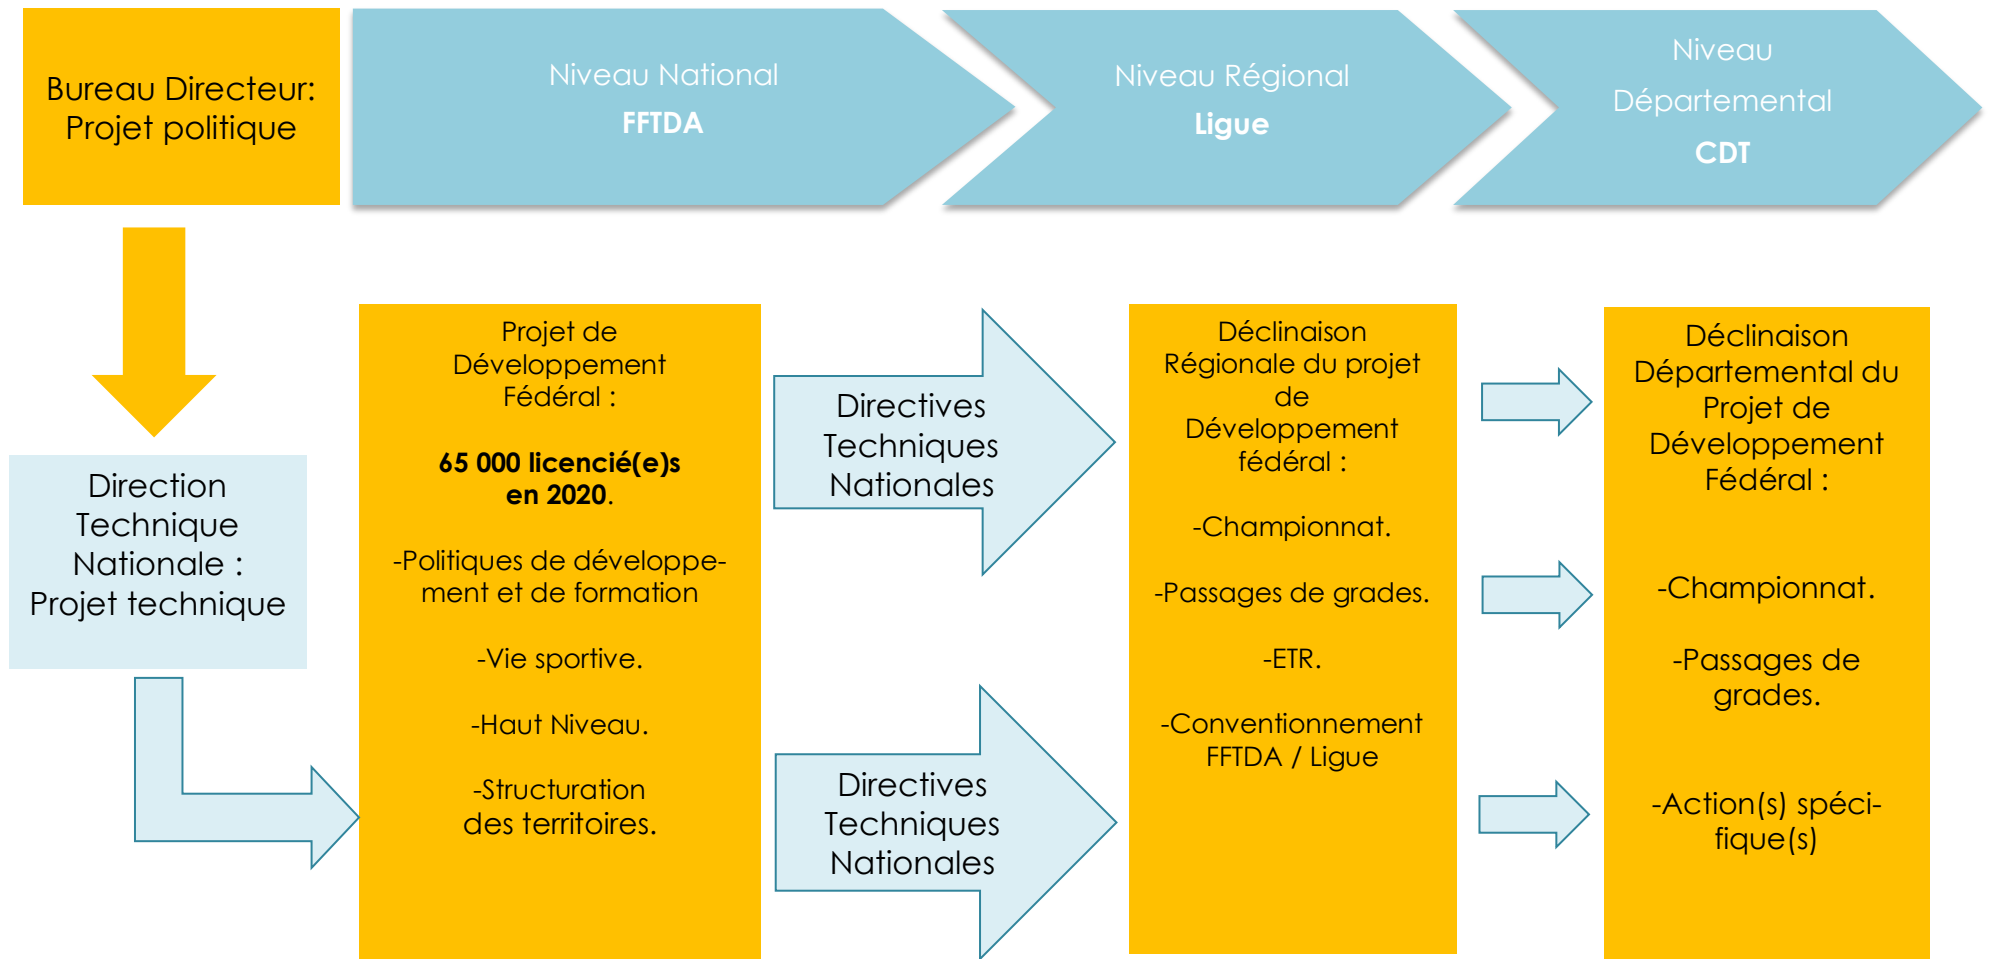 Bureau Directeur:
Projet politique
Niveau National
FFTDA
Niveau Régional
Ligue
Niveau
Départemental
CDT
Direction
Technique
Nationale :
Projet technique
Projet de
Développement
Fédéral :
65 000 licencié(e)s
en 2020.
-Politiques de développe-
ment et de formation
-Vie sportive.
-Haut Niveau.
-Structuration
des territoires.
Directives
Techniques
Nationales
Directives
Techniques
Nationales
Déclinaison
Régionale du projet
de
Développement
fédéral :
-Championnat.
-Passages de grades.
-ETR.
-Conventionnement
FFTDA / Ligue
Déclinaison
Départemental du
Projet de
Développement
Fédéral :
-Championnat.
-Passages de
grades.
-Action(s) spéci-
fique(s)